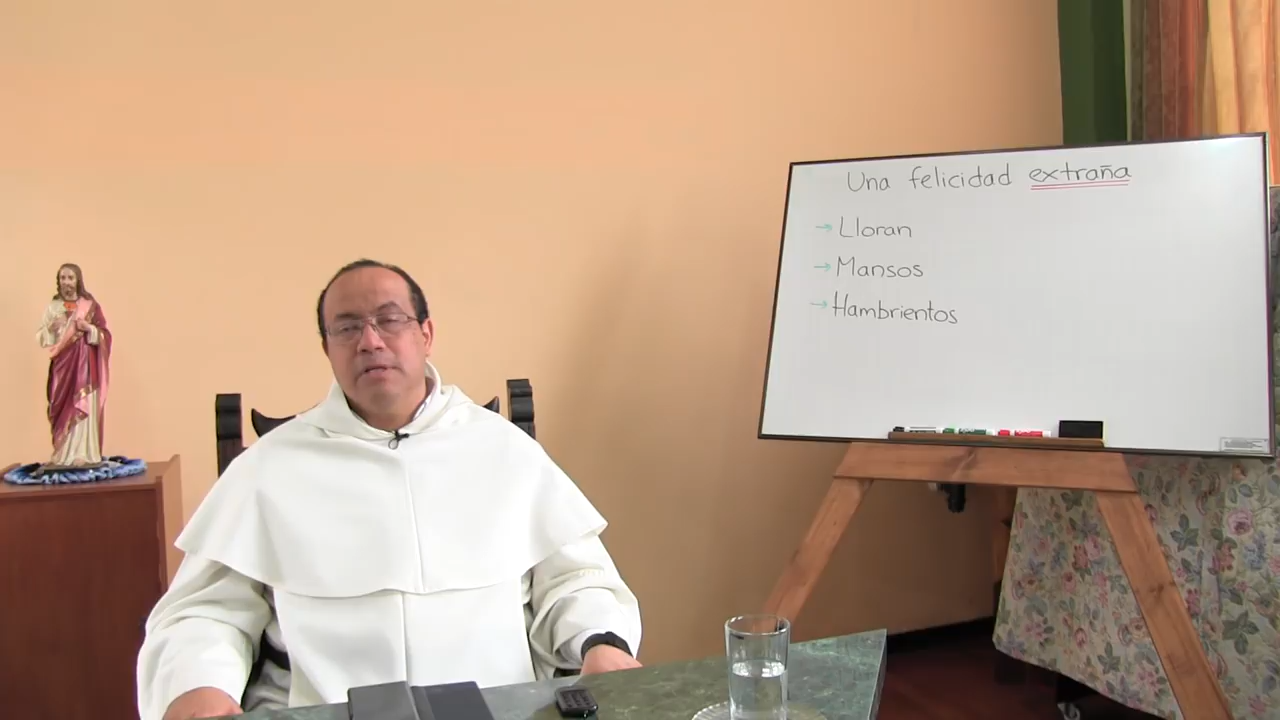 Una felicidad extraña
→ Lloran
→ Mansos
→ Hambrientos